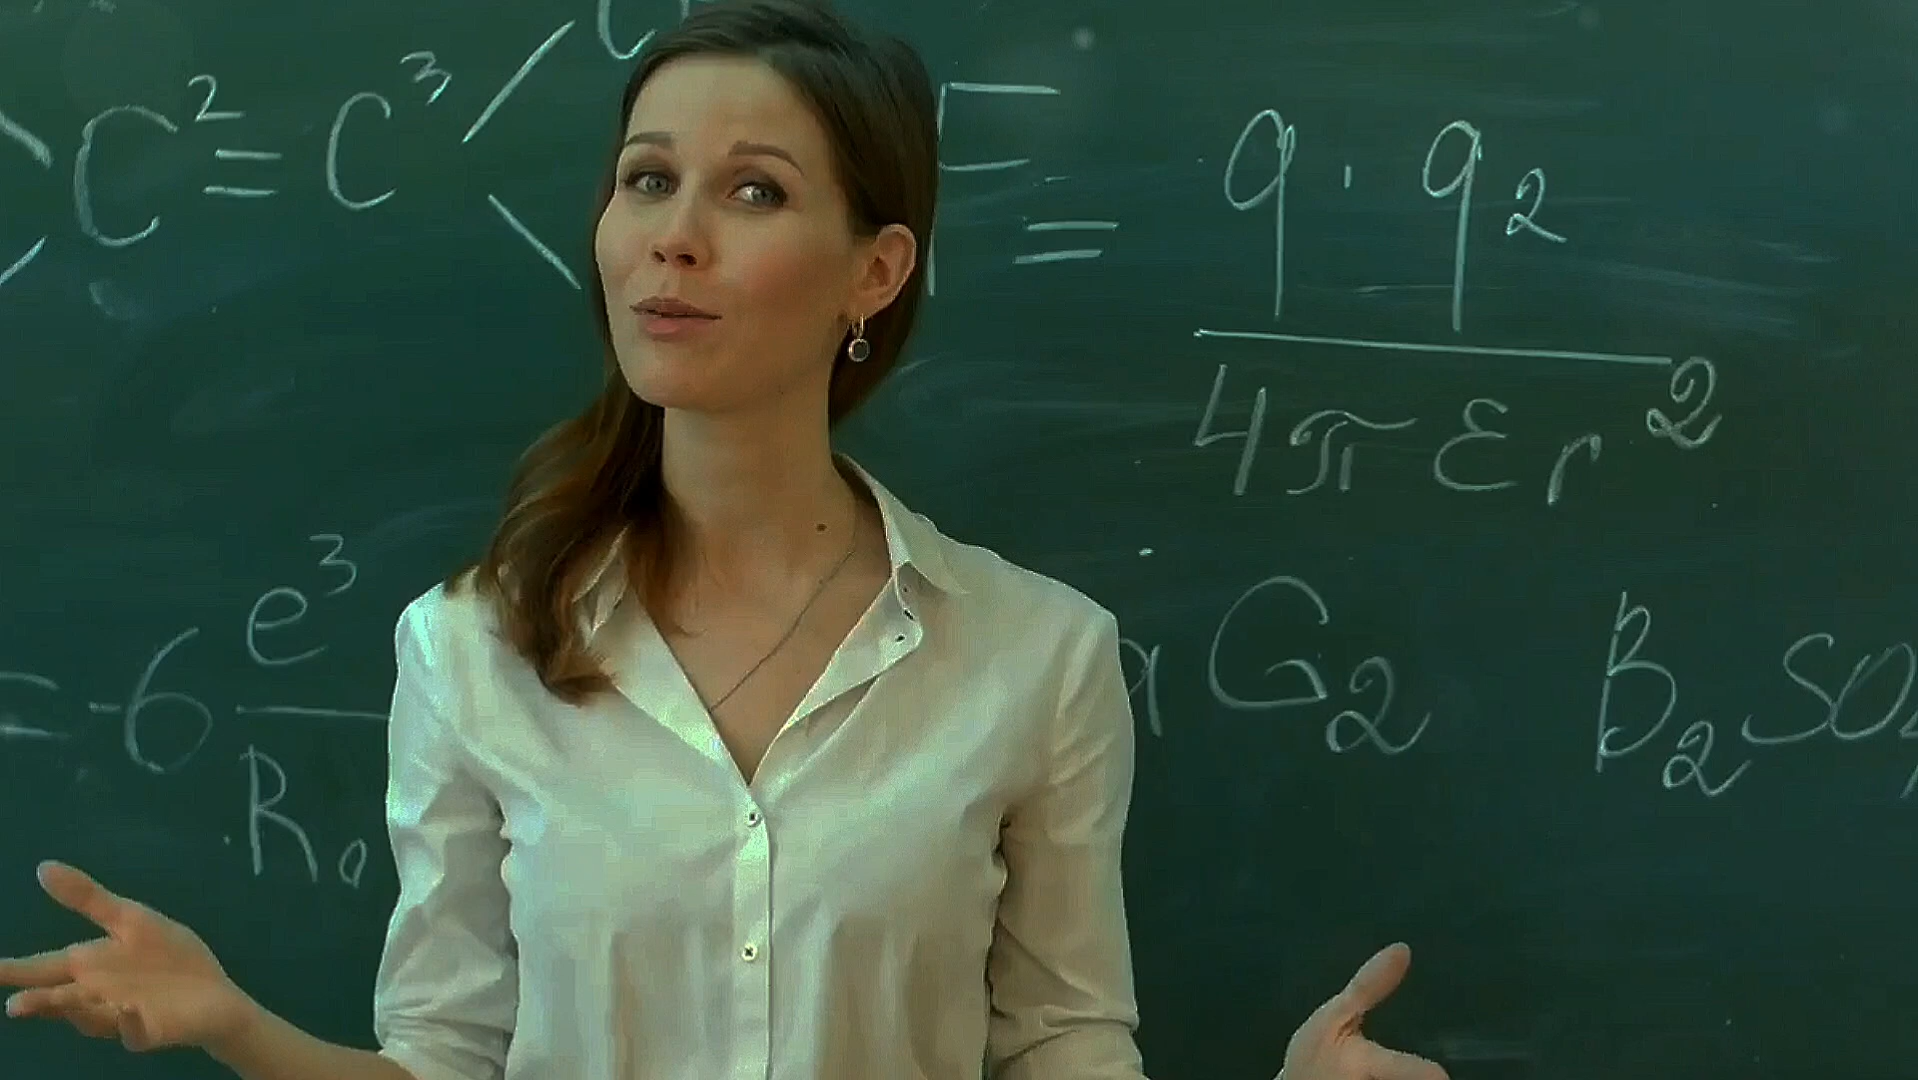 C² = C³
F = q · q₂
4πεr²
= -6 e³
R₀
G₂ B₂SO